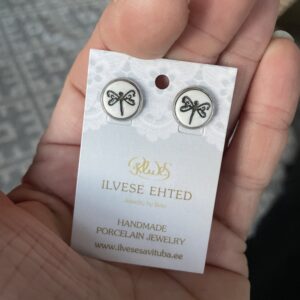 ILVESE EHTED
HANDMADE
PORCELAIN JEWELRY
www.ilvesesavituba.ee